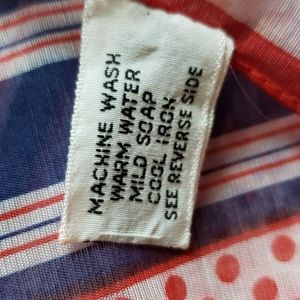 MACHINE WASH
WARM WATER
MILD SOAP
COOL IRON
SEE REVERSE SIDE